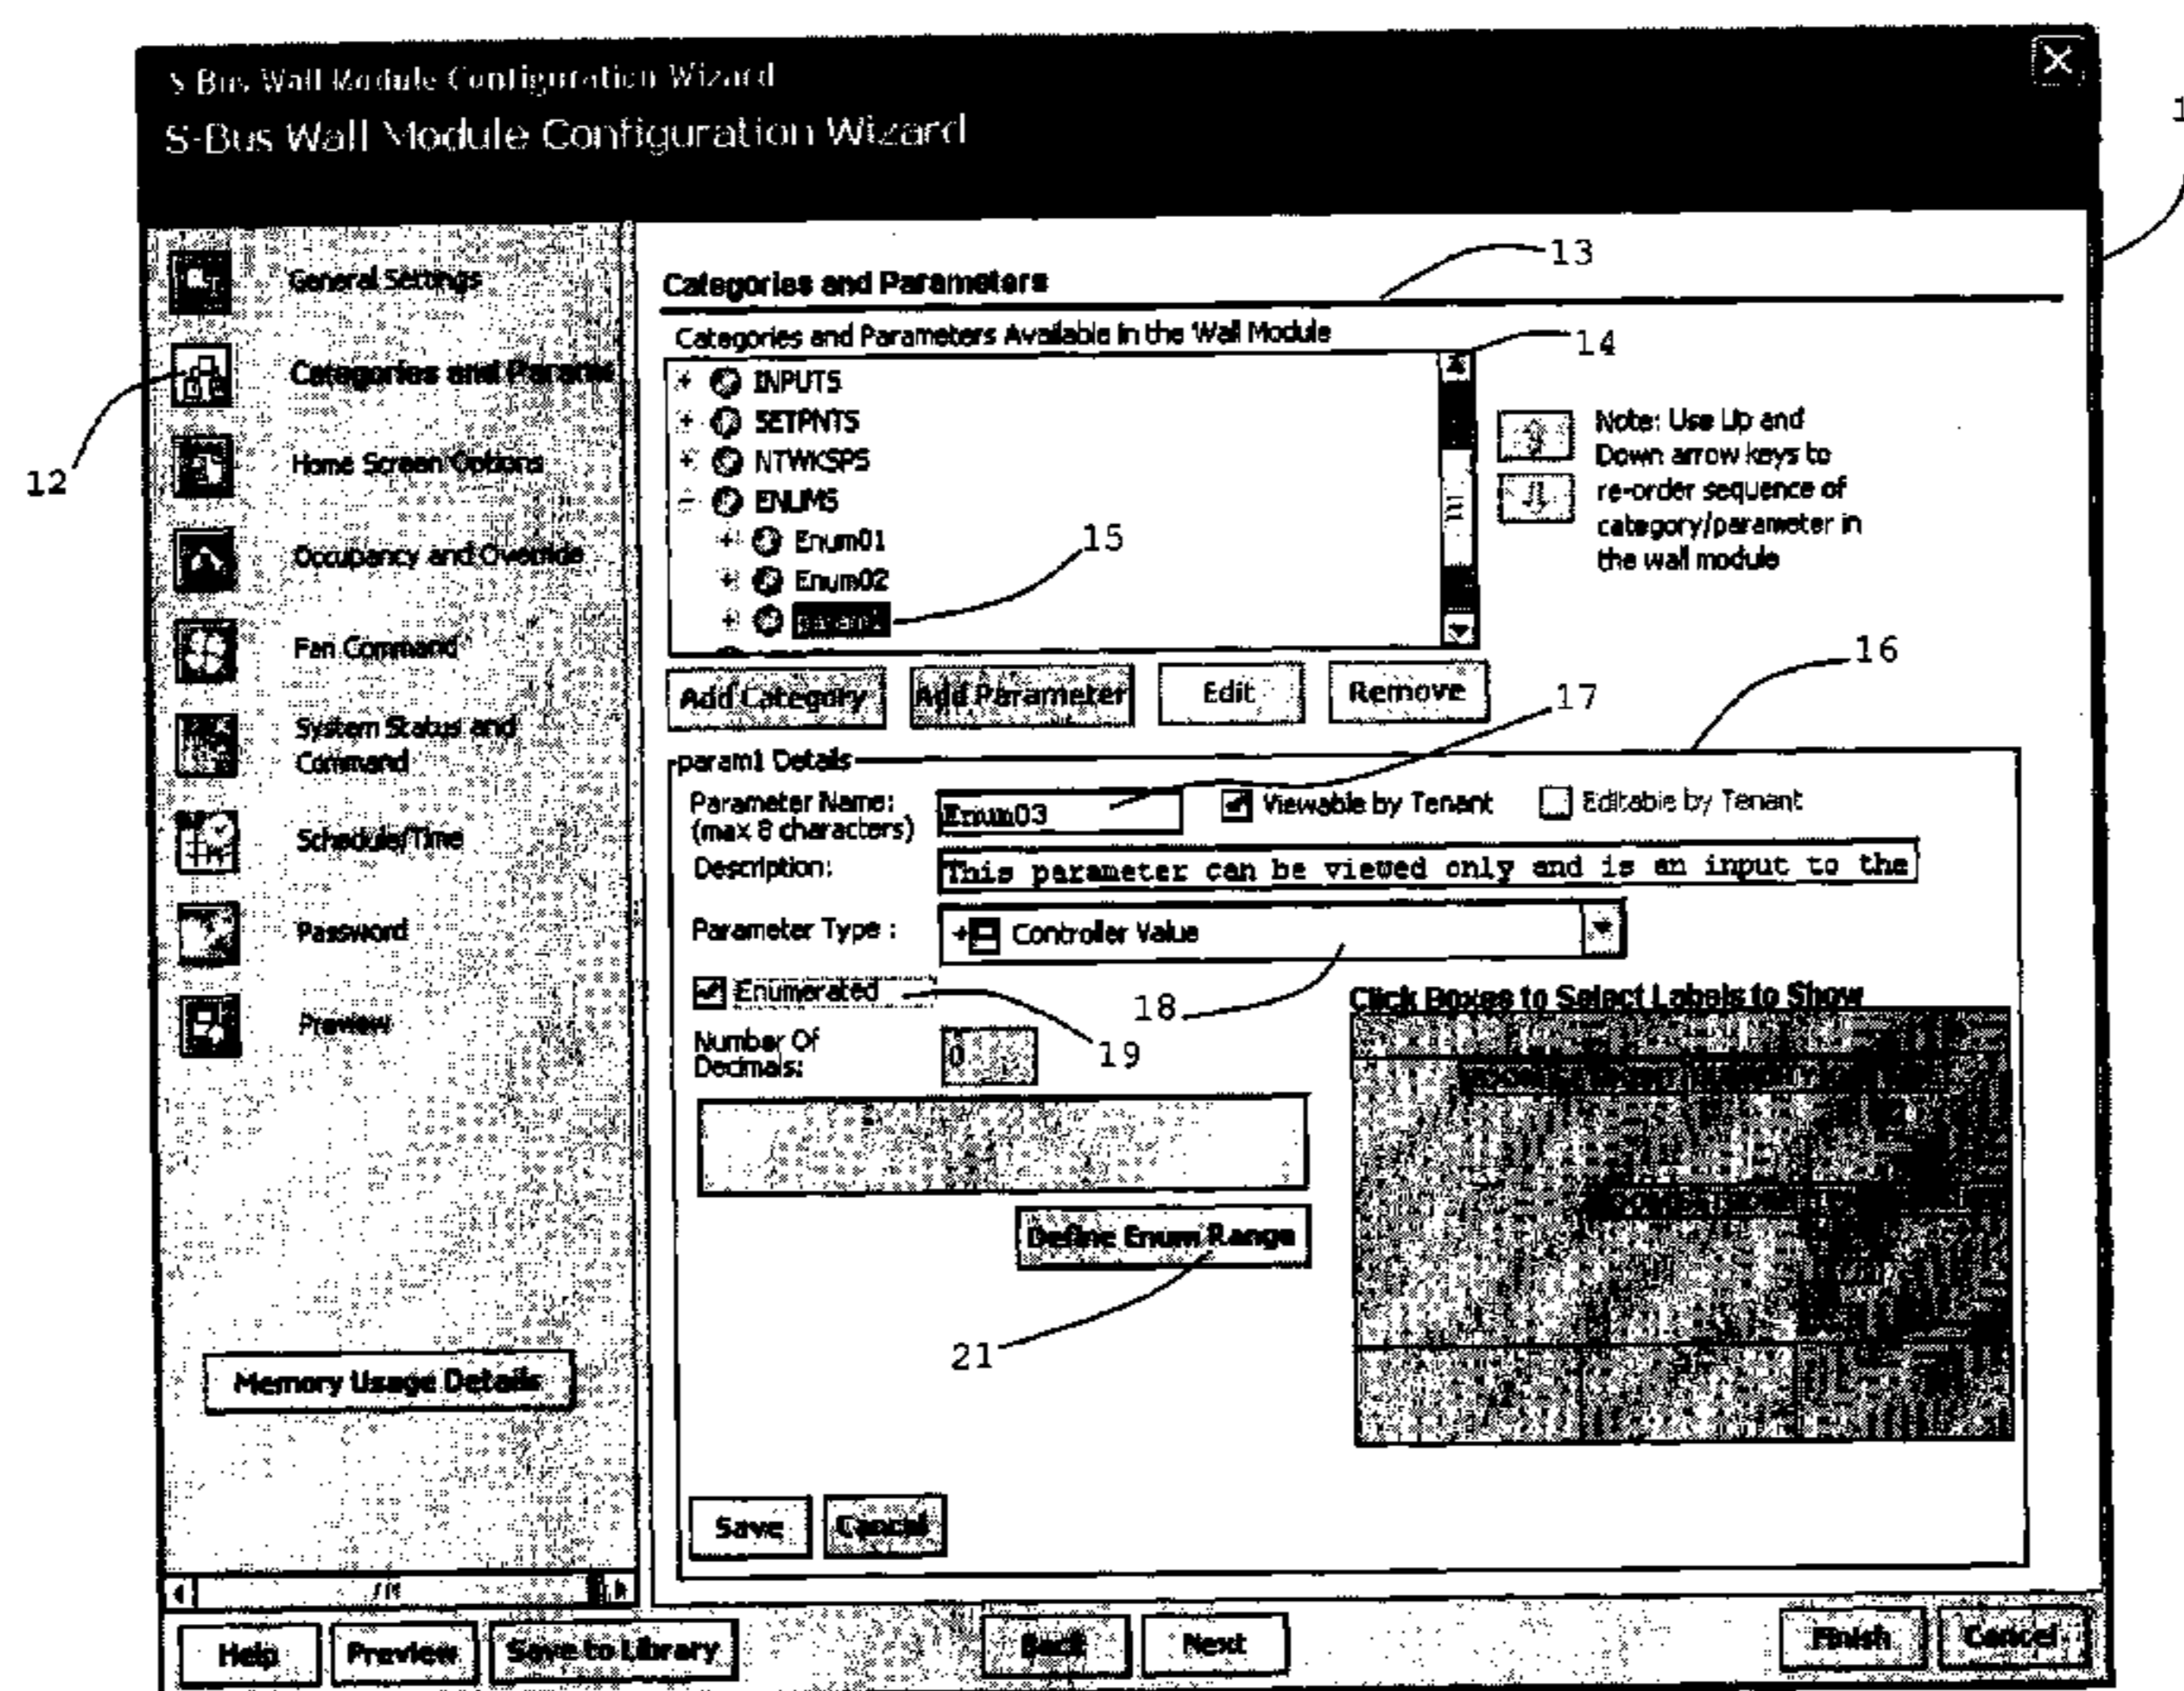 S-Bus Wall Module Configuration Wizard
S-Bus Wall Module Configuration Wizard
General Settings
Categories and Params
Home Screen Options
Occupancy and Override
Fan Command
System Status and
Command
Schedule/Time
Password
Preview
Memory Usage Details
12
13
Categories and Parameters
Categories and Parameters Available in the Wall Module
14
INPUTS
SETPNTS
NTWKSPS
ENUMS
Enum01
Enum02
param1
15
Note: Use Up and
Down arrow keys to
re-order sequence of
category/parameter in
the wall module
Add Category
Add Parameter
Edit
Remove
16
17
param1 Details
Parameter Name:
(max 8 characters)
Enum03
Viewable by Tenant
Editable by Tenant
Description:
This parameter can be viewed only and is an input to the
Parameter Type :
Controller Value
Enumerated
18
19
Number Of
Decimals:
0
Click Boxes to Select Labels to Show
Define Enum Range
21
Save
Cancel
Help
Preview
Save to Library
Back
Next
Finish
Cancel